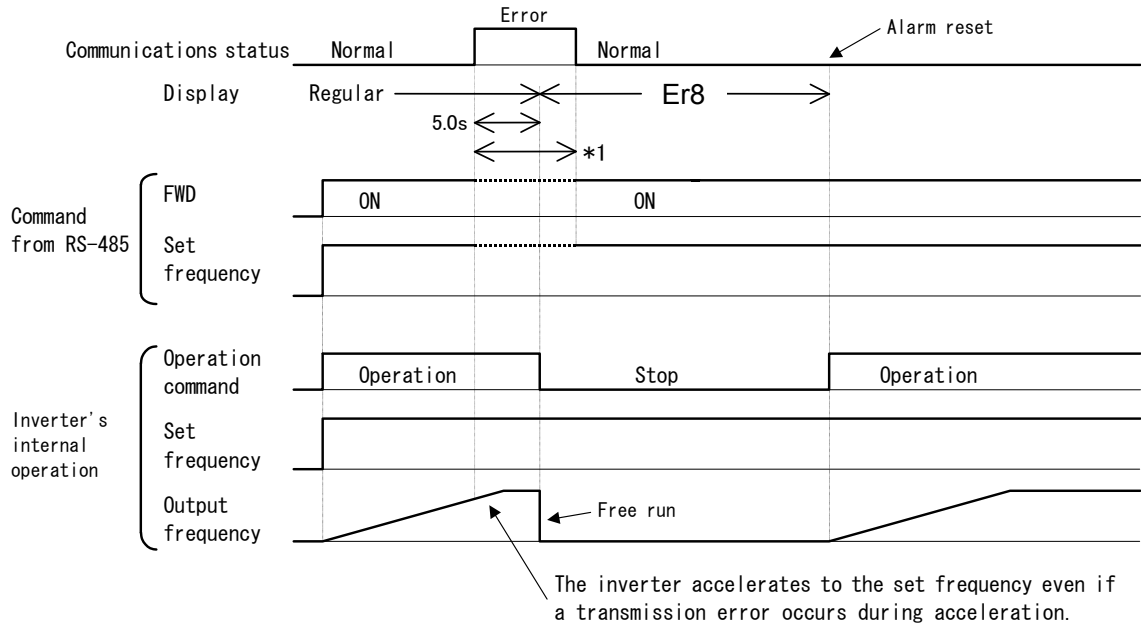 Error
Alarm reset
Communications status
Normal
Normal
Display
Regular
Er8
5.0s
*1
Command
from RS-485
FWD
ON
ON
Set
frequency
Inverter's
internal
operation
Operation
command
Operation
Stop
Operation
Set
frequency
Output
frequency
Free run
The inverter accelerates to the set frequency even if
a transmission error occurs during acceleration.